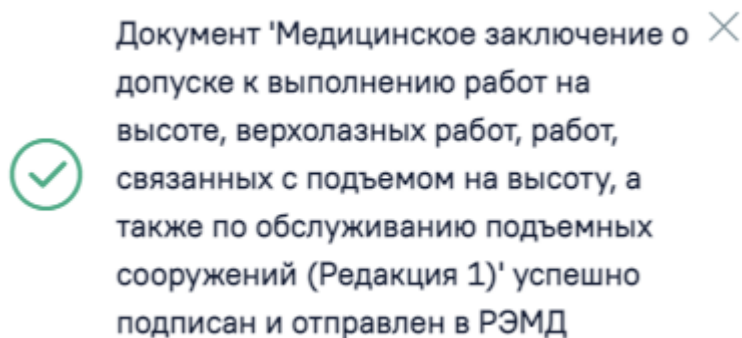 Документ 'Медицинское заключение о
допуске к выполнению работ на
высоте, верхолазных работ, работ,
связанных с подъемом на высоту, а
также по обслуживанию подъемных
сооружений (Редакция 1)' успешно
подписан и отправлен в РЭМД